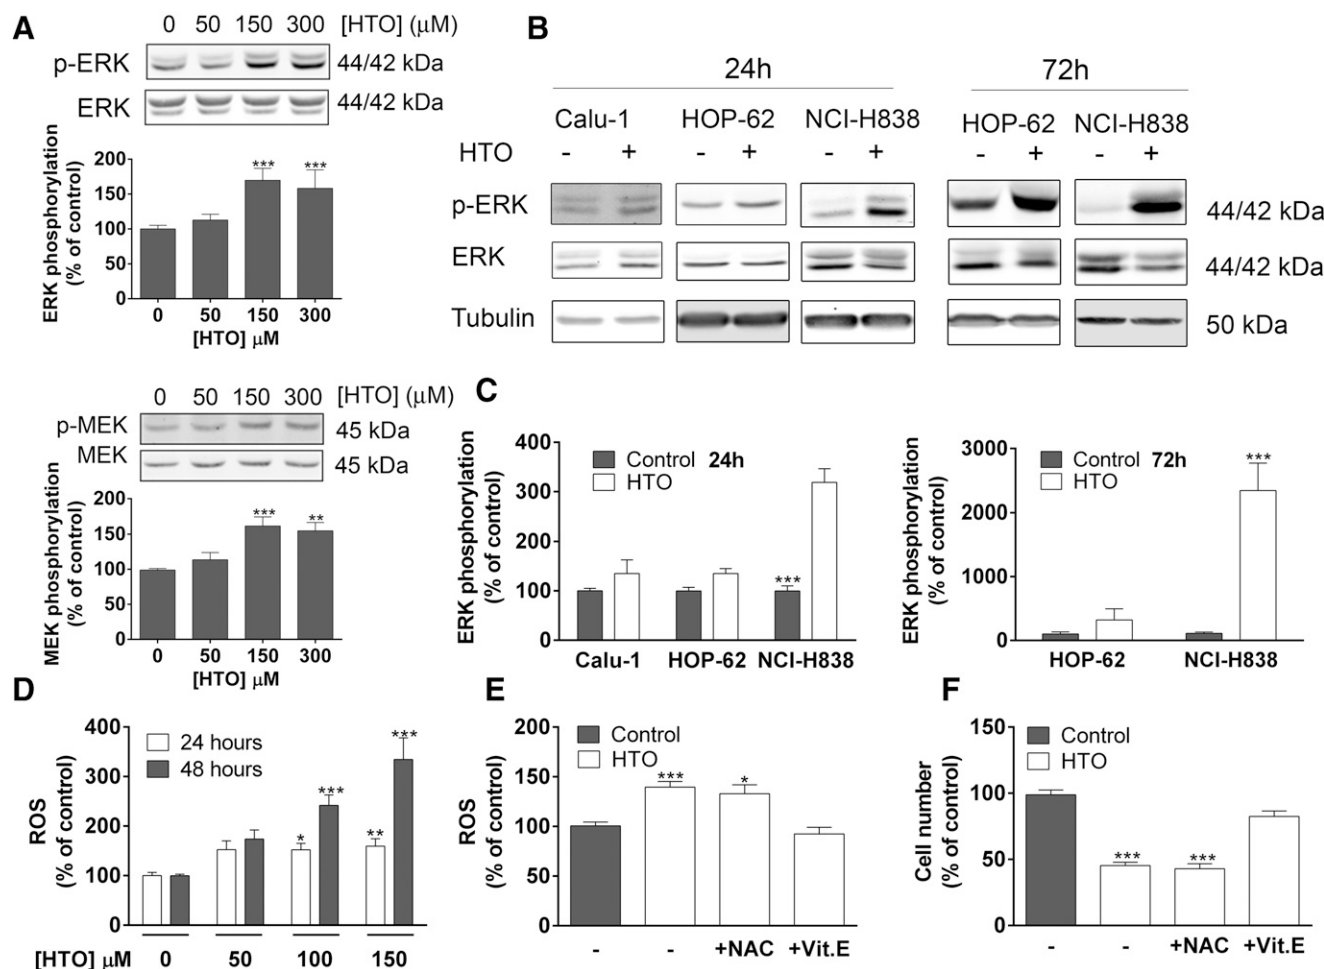 A
0 50 150 300 [HTO] (μM)
p-ERK 44/42 kDa
ERK 44/42 kDa
ERK phosphorylation
(% of control)
200
150
100
50
0
*** ***
0 50 150 300
[HTO] μM
0 50 150 300 [HTO] (μM)
p-MEK 45 kDa
MEK 45 kDa
MEK phosphorylation
(% of control)
200
150
100
50
0
*** **
0 50 150 300
[HTO] μM
B
24h 72h
Calu-1 HOP-62 NCI-H838 HOP-62 NCI-H838
HTO - + - + - + - + - +
p-ERK 44/42 kDa
ERK 44/42 kDa
Tubulin 50 kDa
C
ERK phosphorylation
(% of control)
400
300
200
100
0
Control 24h
HTO
***
Calu-1 HOP-62 NCI-H838
ERK phosphorylation
(% of control)
3000
2000
1000
0
Control 72h
HTO
***
HOP-62 NCI-H838
D
ROS
(% of control)
400
300
200
100
0
24 hours
48 hours
* *** ** ***
[HTO] μM 0 50 100 150
E
ROS
(% of control)
200
150
100
50
0
Control
HTO
*** *
- - +NAC +Vit.E
F
Cell number
(% of control)
150
100
50
0
Control
HTO
*** ***
- - +NAC +Vit.E